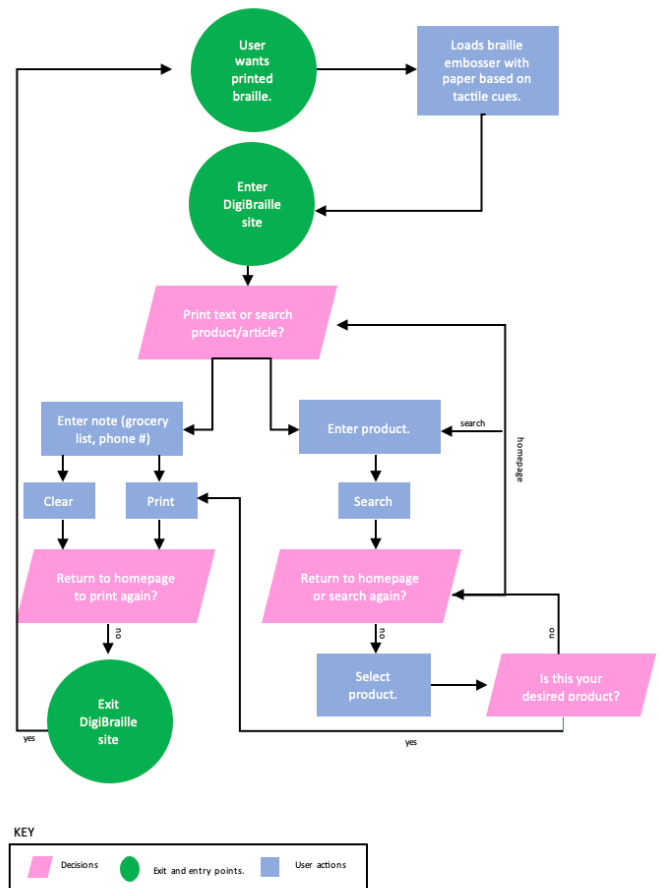 User
wants
printed
braille.
Loads braille
embosser with
paper based on
tactile cues.
Enter
DigiBraille
site
Print text or search
product/article?
Enter note (grocery
list, phone #)
Enter product.
search
homepage
Clear
Print
Search
Return to homepage
to print again?
Return to homepage
or search again?
no
no
no
Select
product.
Is this your
desired product?
Exit
DigiBraille
site
yes
yes
KEY
Decisions
Exit and entry points.
User actions